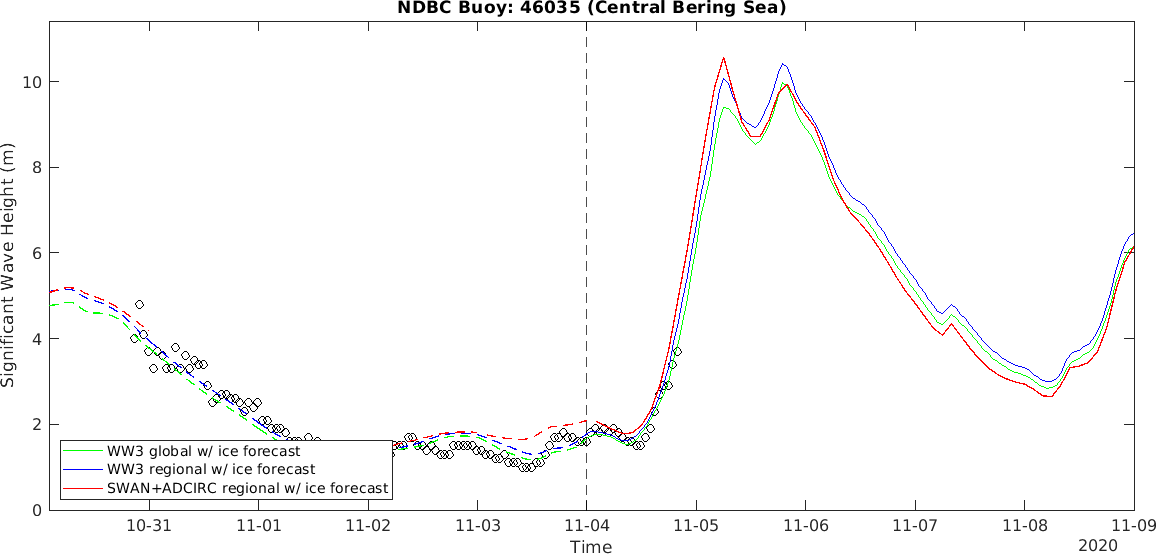 NDBC Buoy: 46035 (Central Bering Sea)
Significant Wave Height (m)
10
8
6
4
2
0
WW3 global w/ ice forecast
WW3 regional w/ ice forecast
SWAN+ADCIRC regional w/ ice forecast
10-31 11-01 11-02 11-03 11-04 11-05 11-06 11-07 11-08 11-09
Time
2020